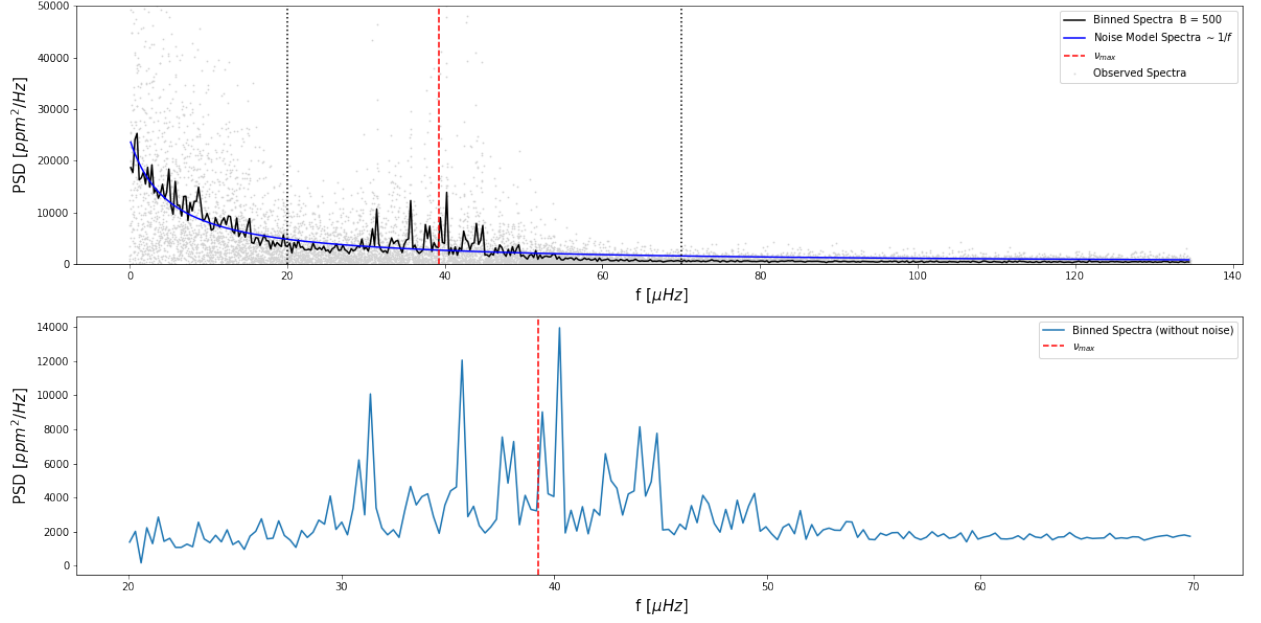 50000
40000
30000
20000
10000
0
PSD [ppm²/Hz]
Binned Spectra B = 500
Noise Model Spectra ~ 1/f
ν_max
Observed Spectra
0 20 40 60 80 100 120 140
f [μHz]
14000
12000
10000
8000
6000
4000
2000
0
PSD [ppm²/Hz]
Binned Spectra (without noise)
ν_max
20 30 40 50 60 70
f [μHz]